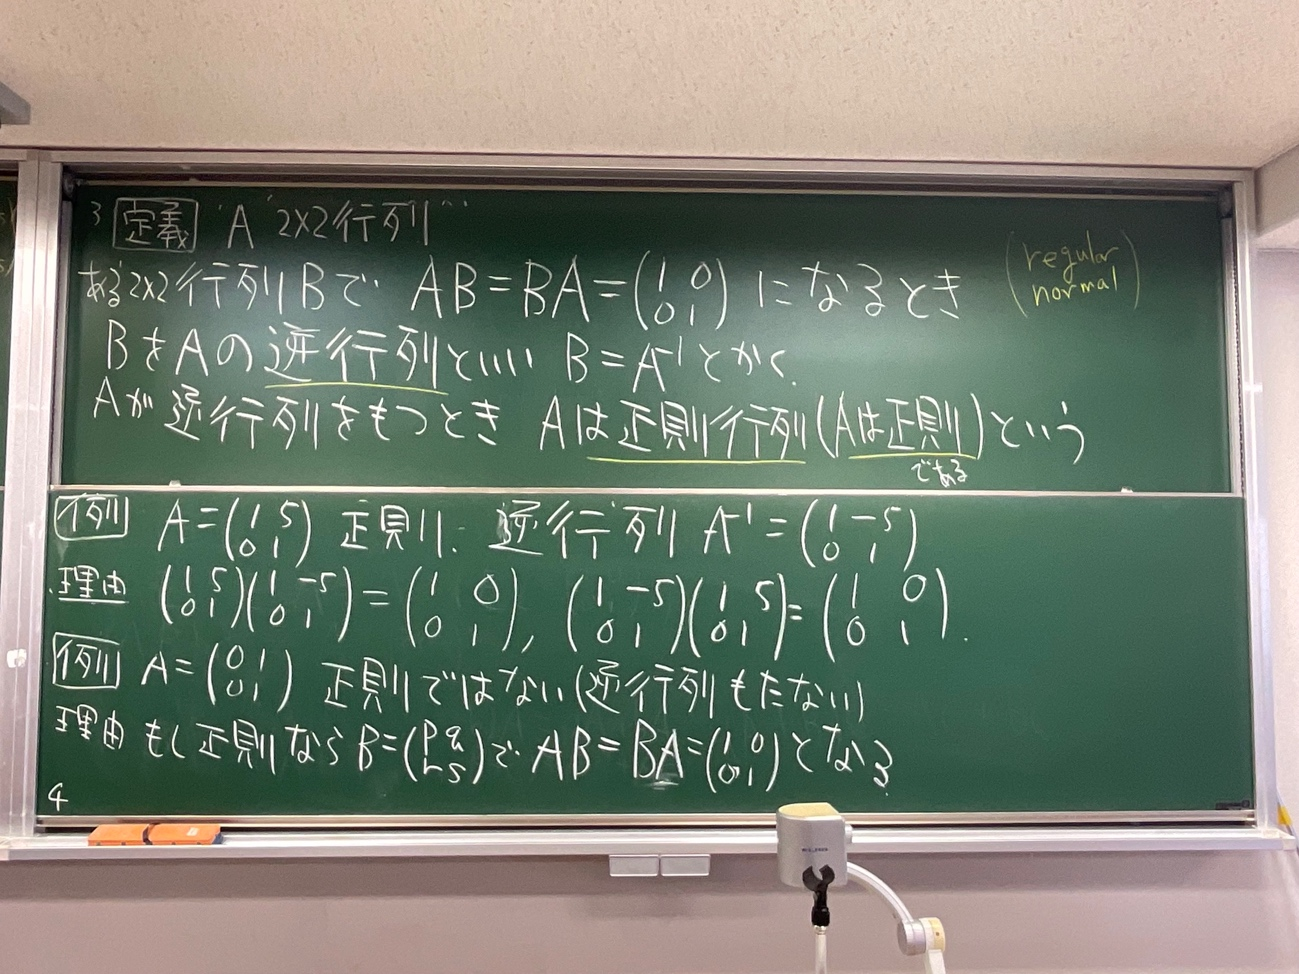 3 定義 A 2×2行列
ある2×2行列Bで AB=BA=(1 0 0 1)になるとき (regular normal)
BをAの逆行列といい B=A⁻¹とかく.
Aが逆行列をもつとき Aは正則行列(Aは正則)という
である
例 A=(1 5 0 1) 正則. 逆行列 A⁻¹=(1 -5 0 1)
理由 (1 5 0 1)(1 -5 0 1)=(1 0 0 1), (1 -5 0 1)(1 5 0 1)=(1 0 0 1).
例 A=(0 1 0 1) 正則ではない(逆行列もたない)
理由 もし正則なら B=(p q r s)で AB=BA=(1 0 0 1)となる
4